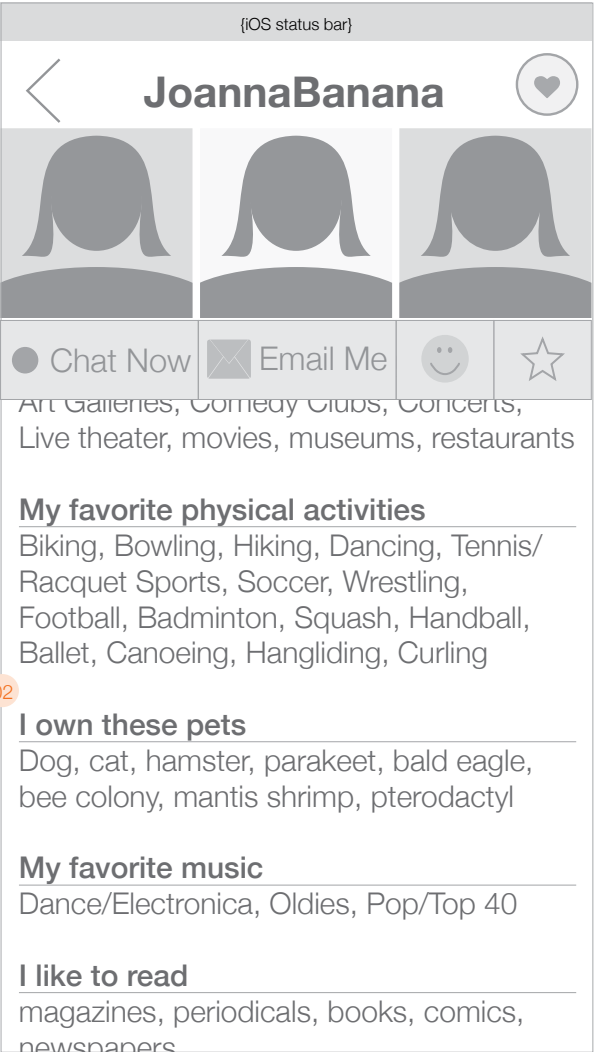 {iOS status bar}
JoannaBanana
Chat Now
Email Me
Art Galleries, Comedy Clubs, Concerts,
Live theater, movies, museums, restaurants
My favorite physical activities
Biking, Bowling, Hiking, Dancing, Tennis/
Racquet Sports, Soccer, Wrestling,
Football, Badminton, Squash, Handball,
Ballet, Canoeing, Hangliding, Curling
02
I own these pets
Dog, cat, hamster, parakeet, bald eagle,
bee colony, mantis shrimp, pterodactyl
My favorite music
Dance/Electronica, Oldies, Pop/Top 40
I like to read
magazines, periodicals, books, comics,
newspapers